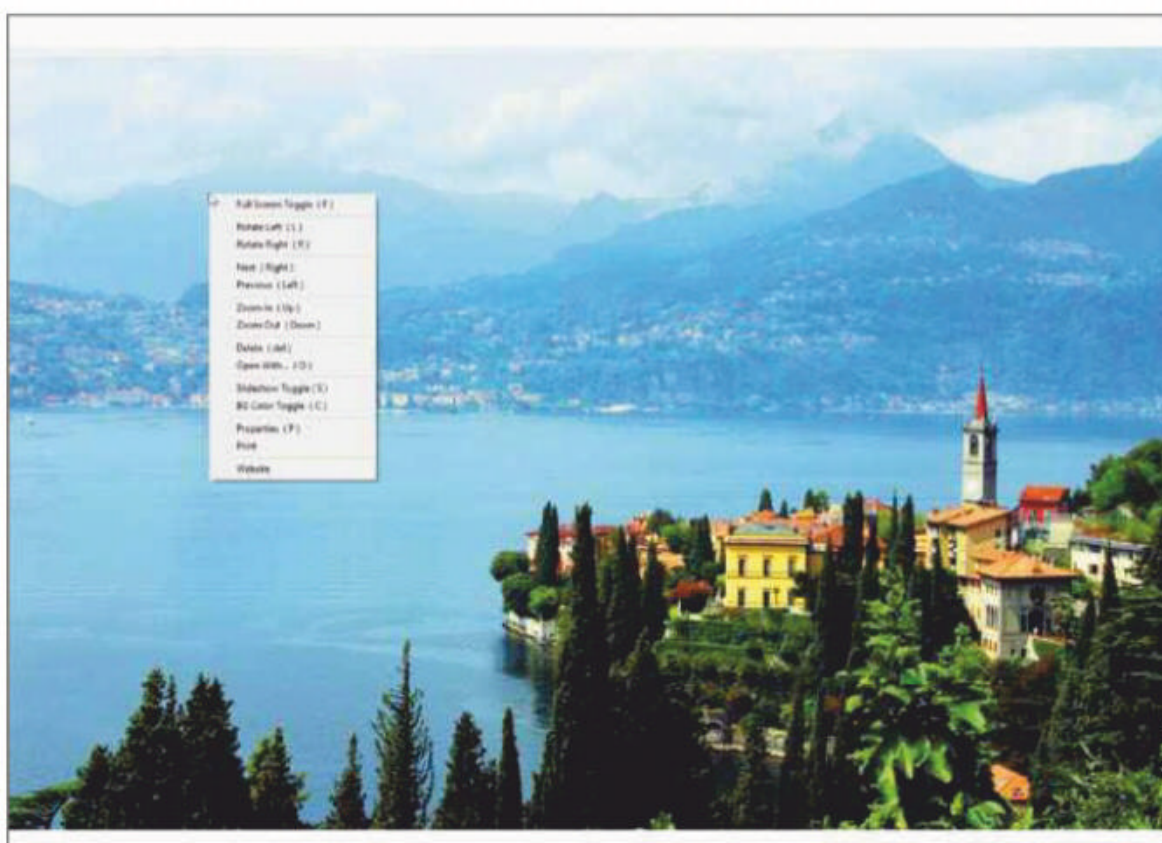 Full Screen Toggle ( F )
Rotate Left ( L )
Rotate Right ( R )
Next ( Right )
Previous ( Left )
Zoom In ( Up )
Zoom Out ( Down )
Delete ( del )
Open With... ( O )
Slideshow Toggle ( S )
BG Color Toggle ( C )
Properties ( P )
Print
Website